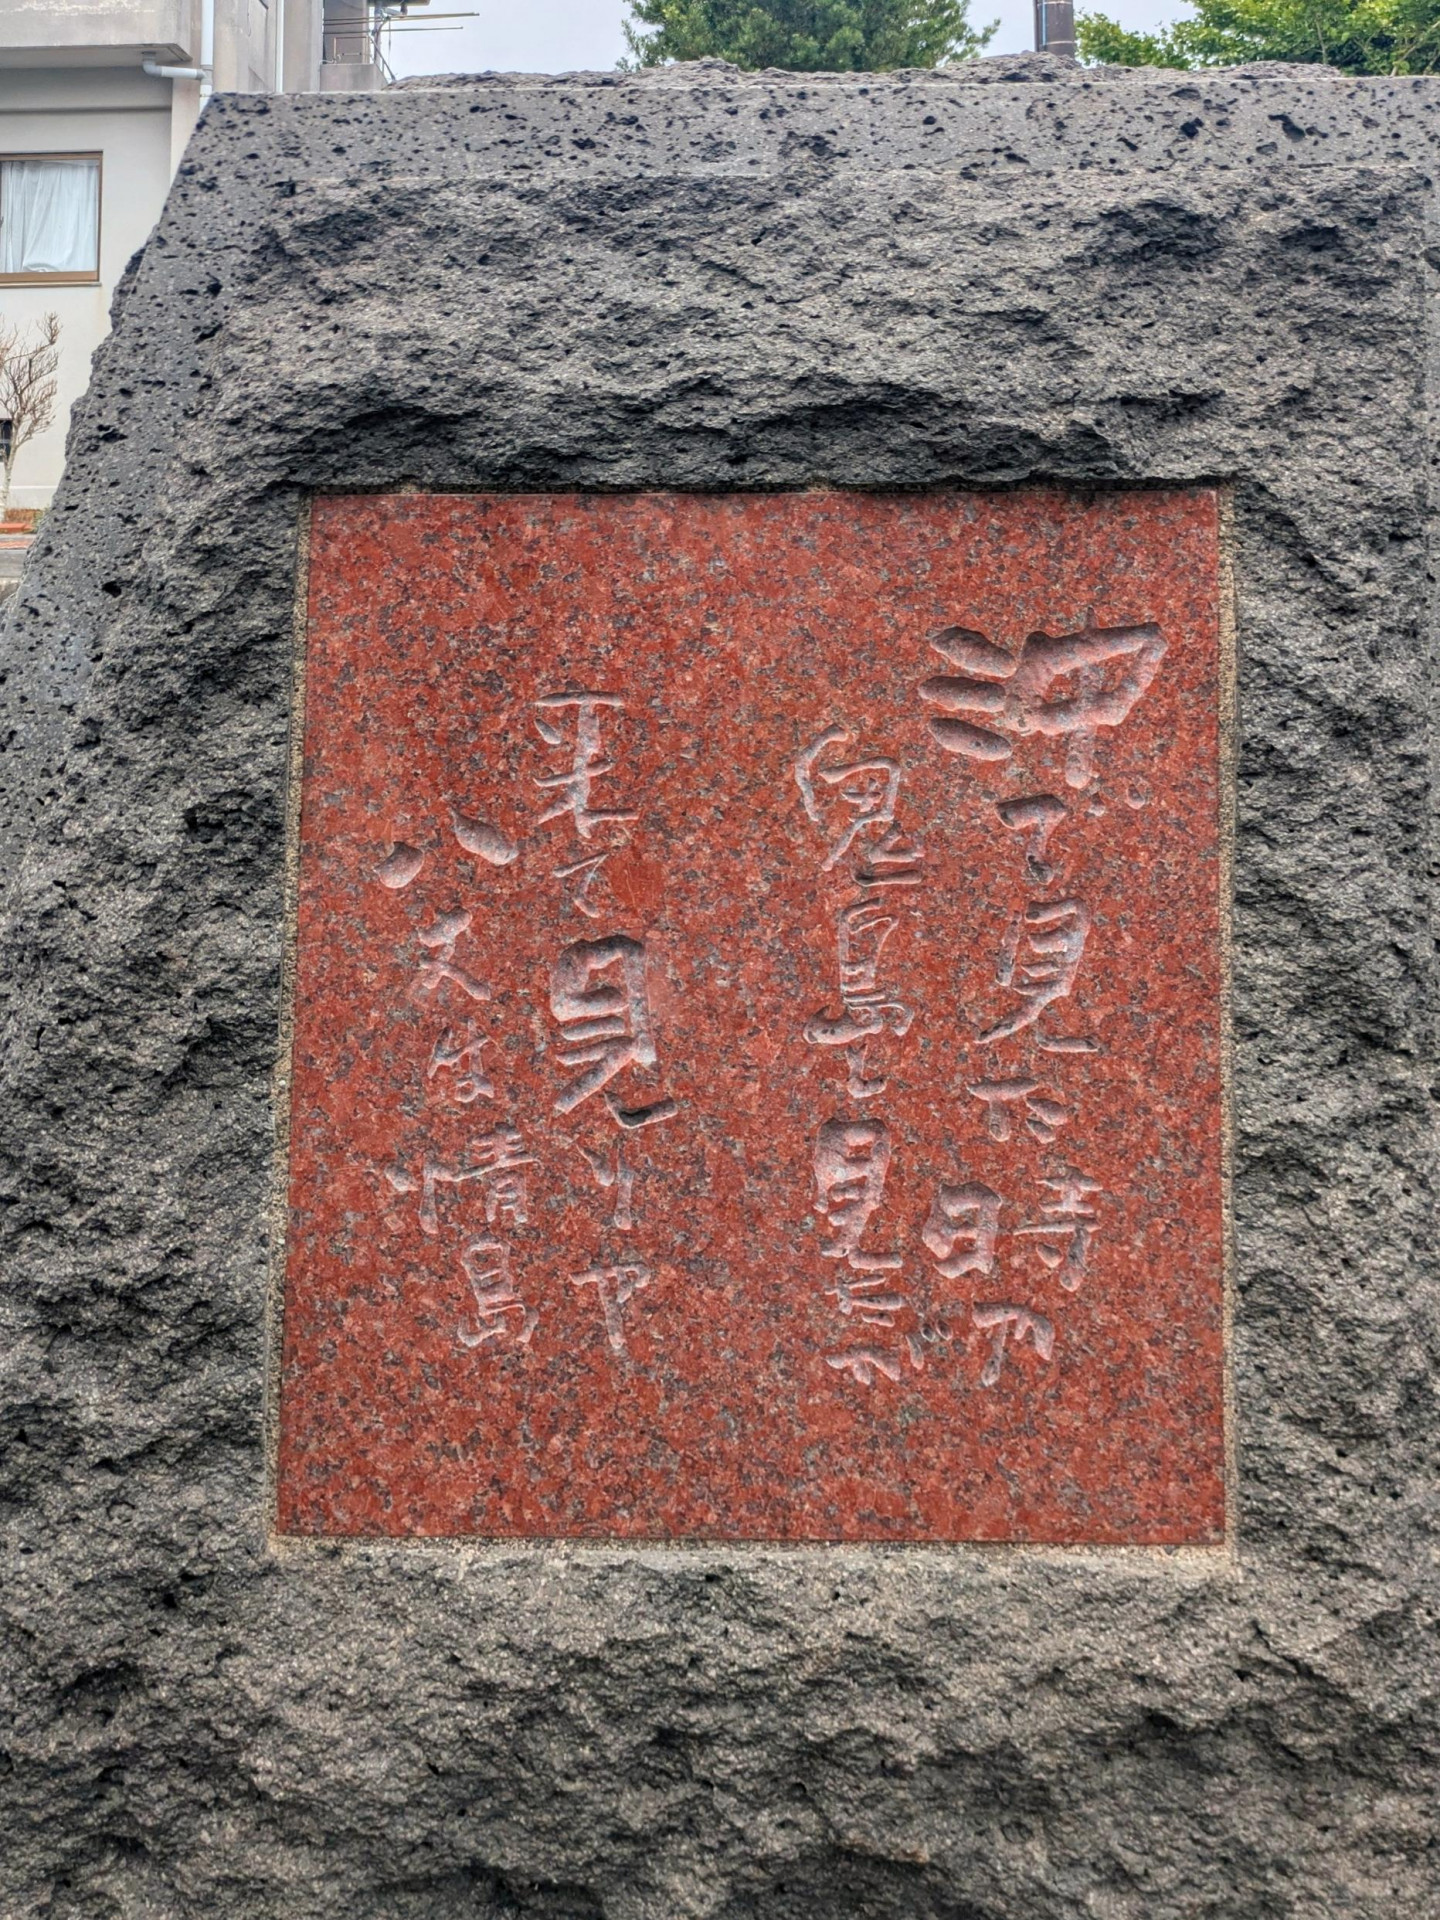 沖で見た時ゃ
鬼島と見たが
来て見りゃ
八丈は情島